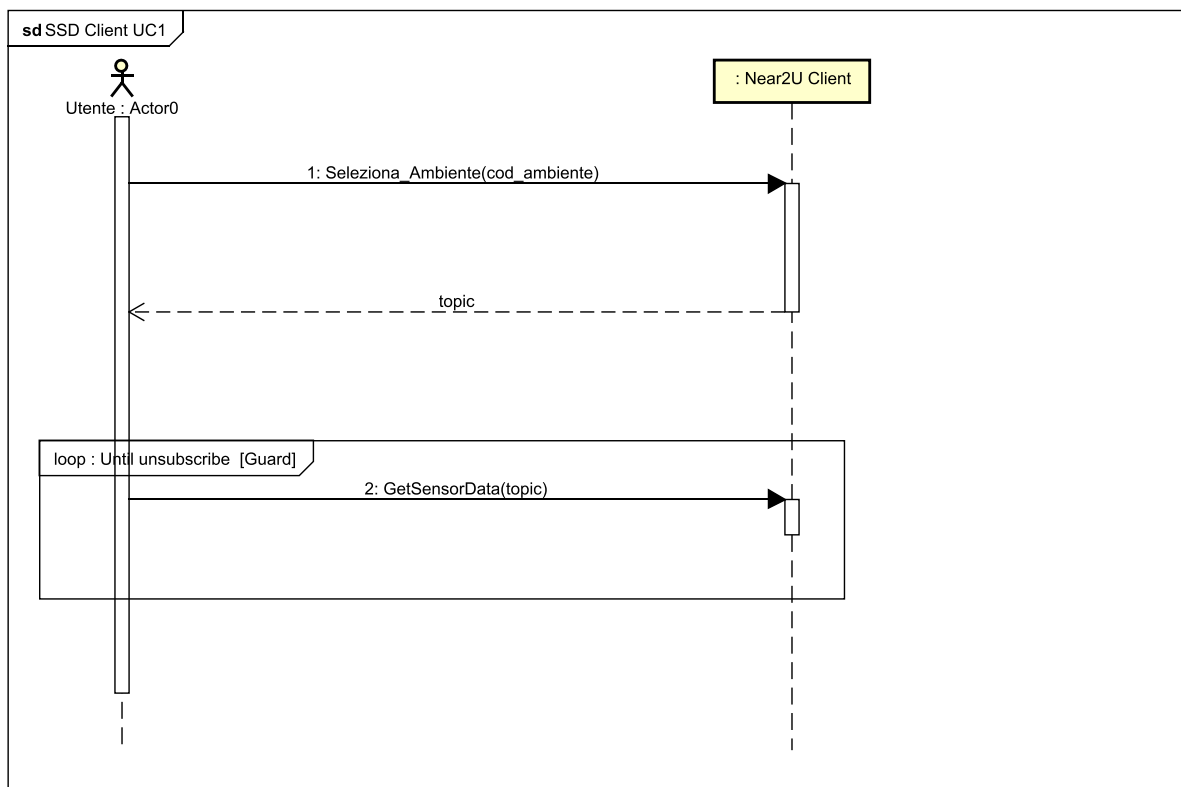 sd SSD Client UC1
Utente : Actor0
: Near2U Client
1: Seleziona_Ambiente(cod_ambiente)
topic
loop : Until unsubscribe [Guard]
2: GetSensorData(topic)